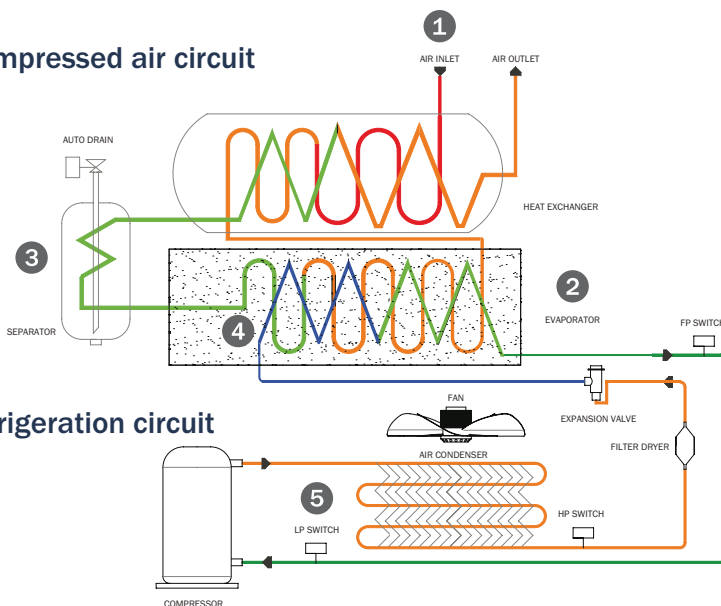 1
mpressed air circuit
AIR INLET
AIR OUTLET
AUTO DRAIN
HEAT EXCHANGER
3
2
4
SEPARATOR
EVAPORATOR
FP SWITCH
FAN
EXPANSION VALVE
rigeration circuit
AIR CONDENSER
FILTER DRYER
5
LP SWITCH
HP SWITCH
COMPRESSOR